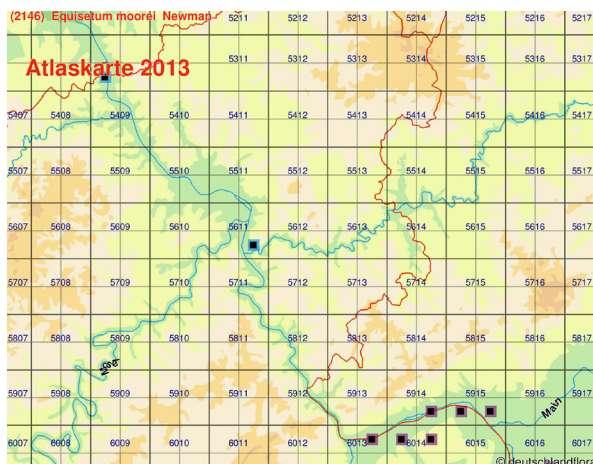 (2146) Equisetum moorei Newman
5211 5212 5213 5214 5215 5216 5217
Atlaskarte 2013
5311 5312 5313 5314 5315 5316 5317
5407 5408 5409 5410 5411 5412 5413 5414 5415 5416 5417
5507 5508 5509 5510 5511 5512 5513 5514 5515 5516 5517
5607 5608 5609 5610 5611 5612 5613 5614 5615 5616 5617
5707 5708 5709 5710 5711 5712 5713 5714 5715 5716 5717
5807 5808 5809 5810 5811 5812 5813 5814 5815 5816 5817
Mosel
5907 5908 5909 5910 5911 5912 5913 5914 5915 5916 5917
Main
6007 6008 6009 6010 6011 6012 6013 6014 6015 6016 6017
© deutschlandflora